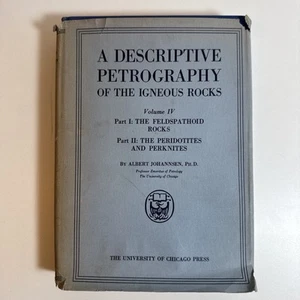 A DESCRIPTIVE
PETROGRAPHY
OF THE IGNEOUS ROCKS
Volume IV
Part I: THE FELDSPATHOID
ROCKS
Part II: THE PERIDOTITES
AND PERKNITES
BY ALBERT JOHANNSEN, PH.D.
Professor Emeritus of Petrology
The University of Chicago
THE UNIVERSITY OF CHICAGO PRESS